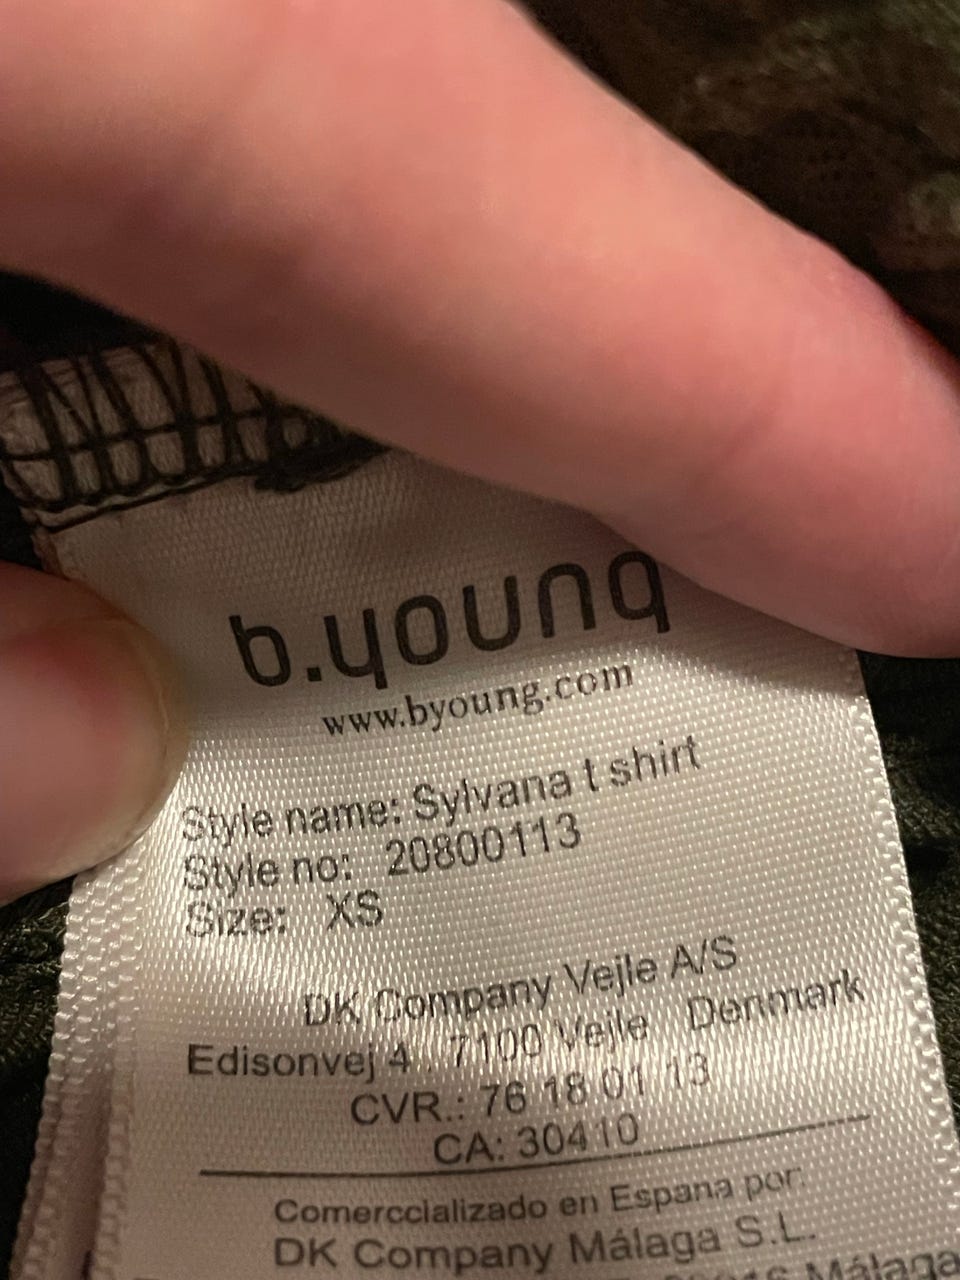 b.young
www.byoung.com
Style name: Sylvana t shirt
Style no: 20800113
Size: XS
DK Company Vejle A/S
Edisonvej 4 . 7100 Vejle Denmark
CVR.: 76 18 01 13
CA: 30410
Comerccializado en Espana por:
DK Company Málaga S.L.
Málaga